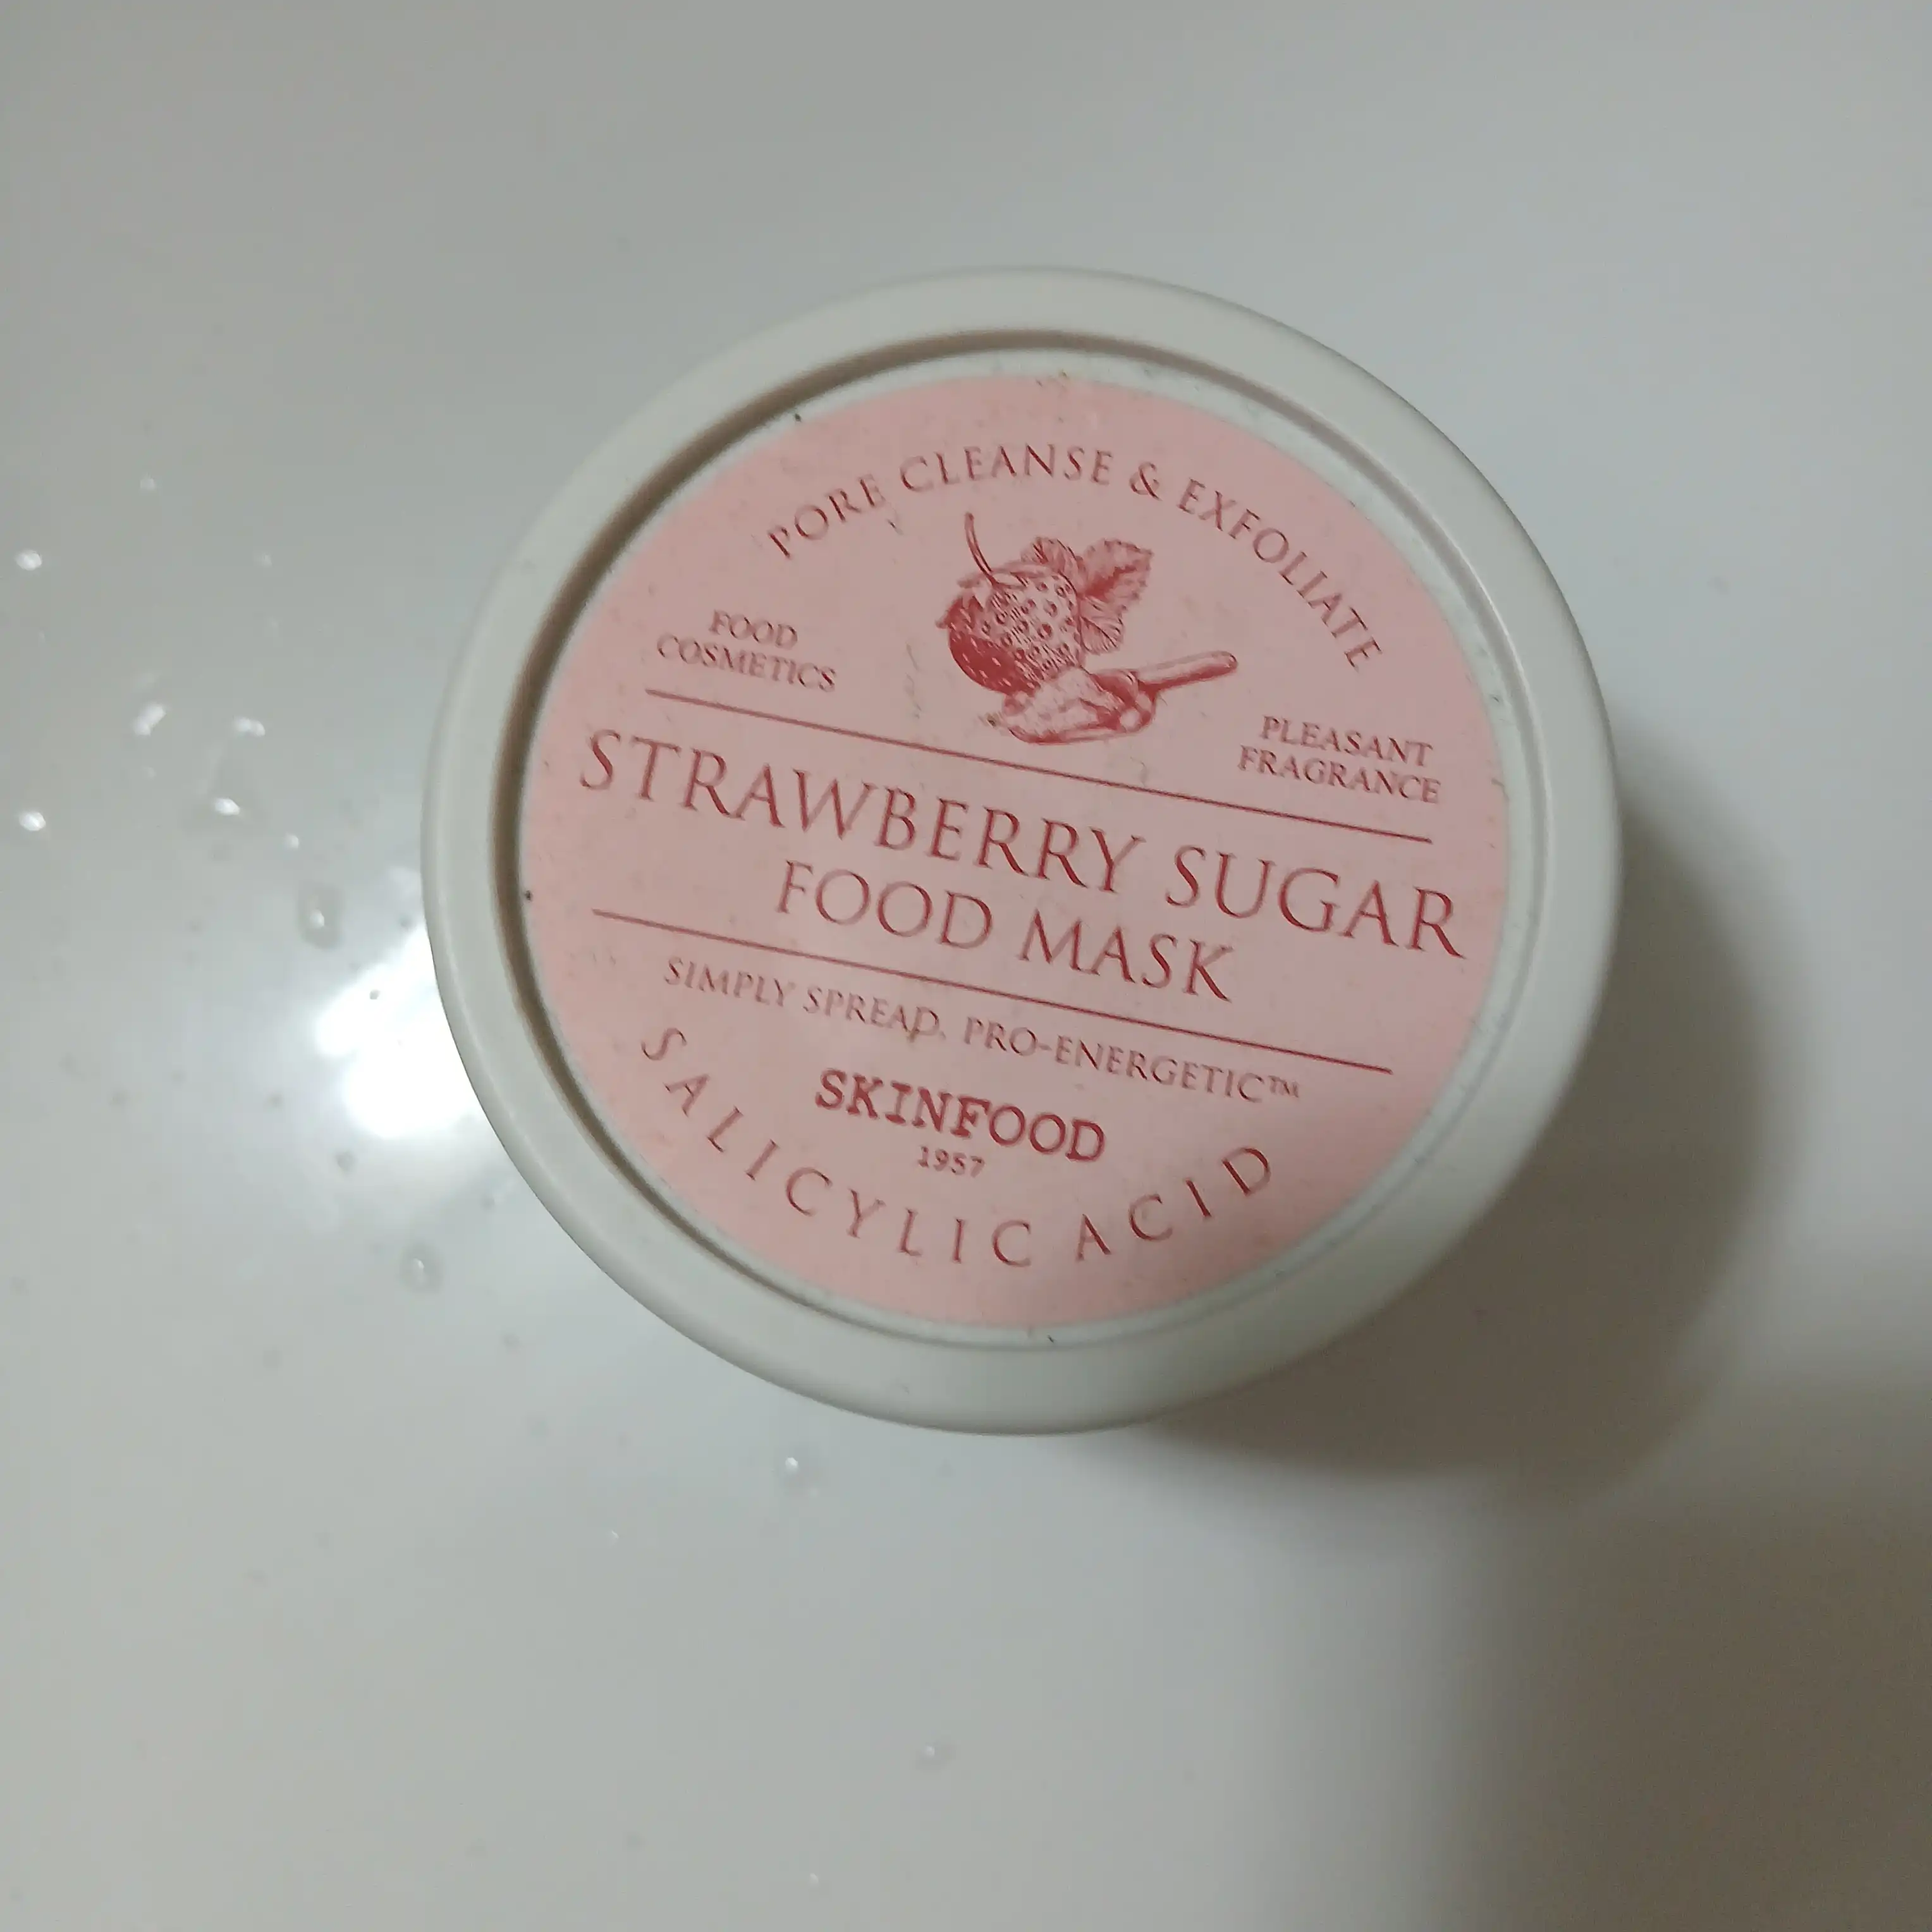 PORE CLEANSE & EXFOLIATE
FOOD
COSMETICS
PLEASANT
FRAGRANCE
STRAWBERRY SUGAR
FOOD MASK
SIMPLY SPREAD, PRO-ENERGETIC™
SKINFOOD
1957
SALICYLIC ACID